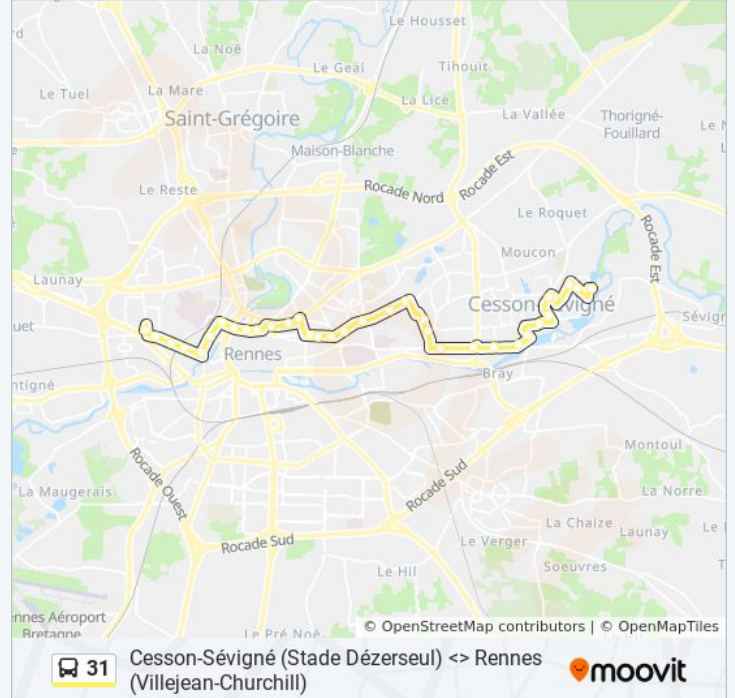 Le Housset
La Noë
Le Geai
Tihouit
La Mare
Le Tuel
La Lice
La Vallée
Thorigné-
Fouillard
Saint-Grégoire
Maison-Blanche
Rocade Nord
Rocade Est
Le Reste
Le Roquet
Rocade Est
Moucon
Launay
Cesson-Sévigné
Rennes
Bray
Rocade Ouest
Rocade Sud
Montoul
La Maugerais
La Norre
La Chaize
Launay
Rocade Sud
Le Verger
Soeuvres
Le Hil
ennes Aéroport
Bretagne
Le Pré Noë
© OpenStreetMap contributors | © OpenMapTiles
31
Cesson-Sévigné (Stade Dézerseul) <> Rennes
(Villejean-Churchill)
moovit